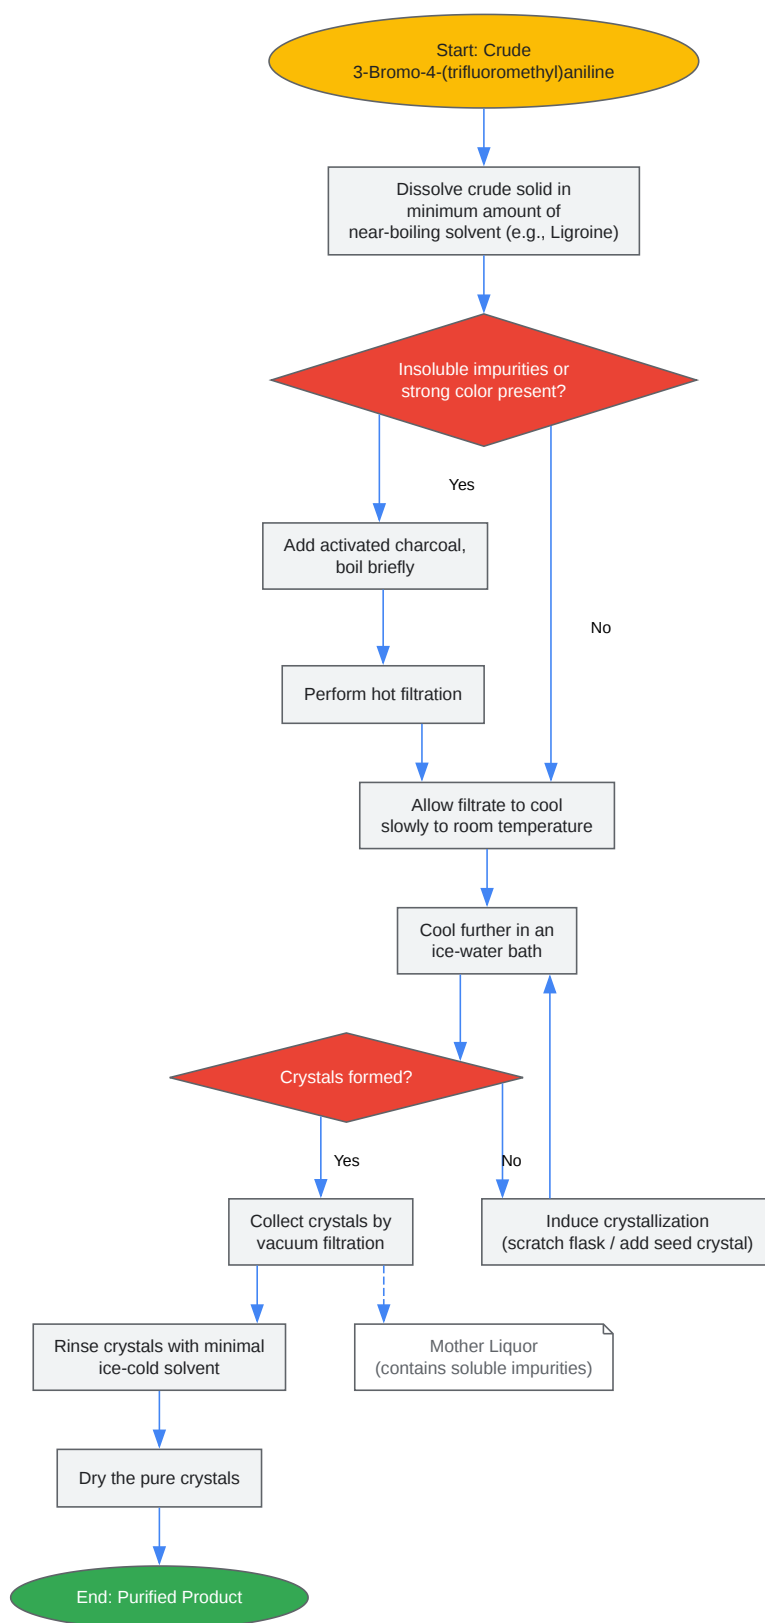 Start: Crude
3-Bromo-4-(trifluoromethyl)aniline
Dissolve crude solid in
minimum amount of
near-boiling solvent (e.g., Ligroine)
Insoluble impurities or
strong color present?
Yes
Add activated charcoal,
boil briefly
No
Perform hot filtration
Allow filtrate to cool
slowly to room temperature
Cool further in an
ice-water bath
Crystals formed?
Yes
No
Collect crystals by
vacuum filtration
Induce crystallization
(scratch flask / add seed crystal)
Rinse crystals with minimal
ice-cold solvent
Mother Liquor
(contains soluble impurities)
Dry the pure crystals
End: Purified Product